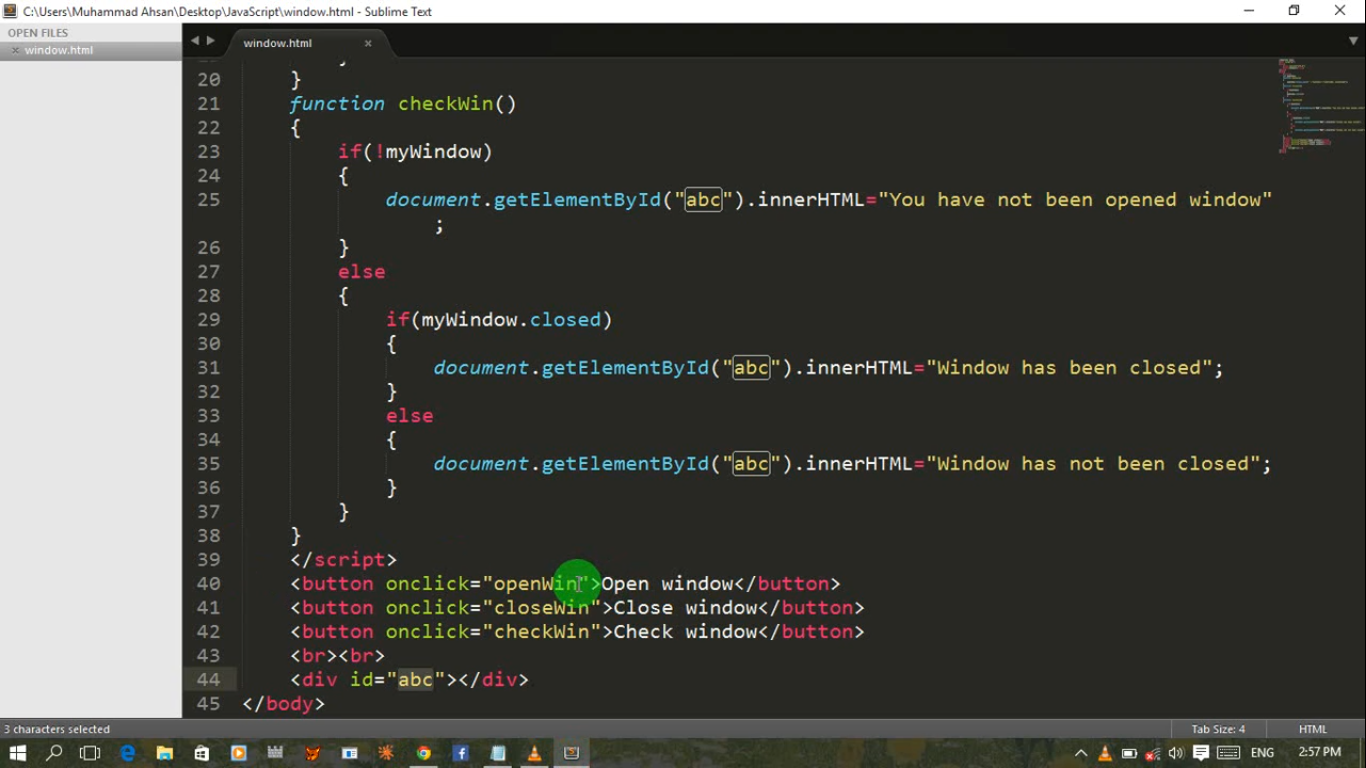 C:\Users\Muhammad Ahsan\Desktop\JavaScript\window.html - Sublime Text
OPEN FILES
window.html
window.html
20 }
21 function checkWin()
22 {
23 if(!myWindow)
24 {
25 document.getElementById("abc").innerHTML="You have not been opened window"
;
26 }
27 else
28 {
29 if(myWindow.closed)
30 {
31 document.getElementById("abc").innerHTML="Window has been closed";
32 }
33 else
34 {
35 document.getElementById("abc").innerHTML="Window has not been closed";
36 }
37 }
38 }
39 </script>
40 <button onclick="openWin">Open window</button>
41 <button onclick="closeWin">Close window</button>
42 <button onclick="checkWin">Check window</button>
43 <br><br>
44 <div id="abc"></div>
45 </body>
3 characters selected
Tab Size: 4
HTML
ENG
2:57 PM